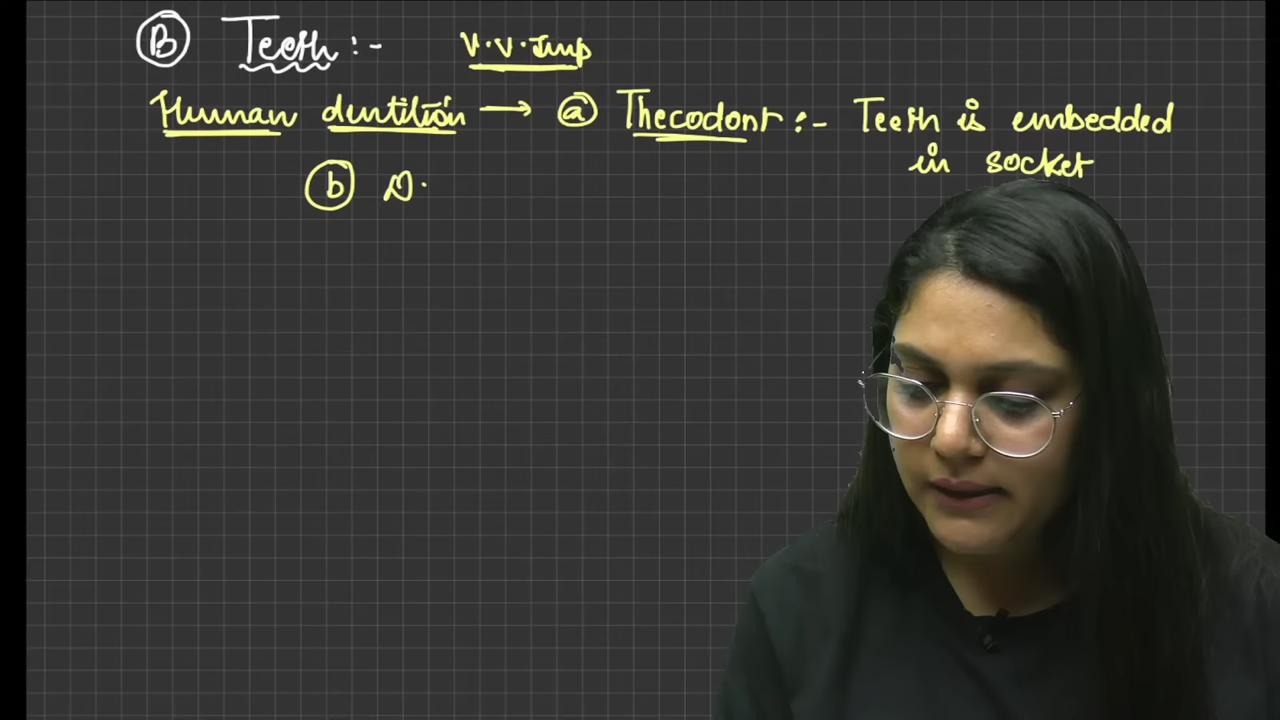 B Teeth :-
V.V. Imp
Human dentition → a Thecodont :- Teeth is embedded
in socket
b D.